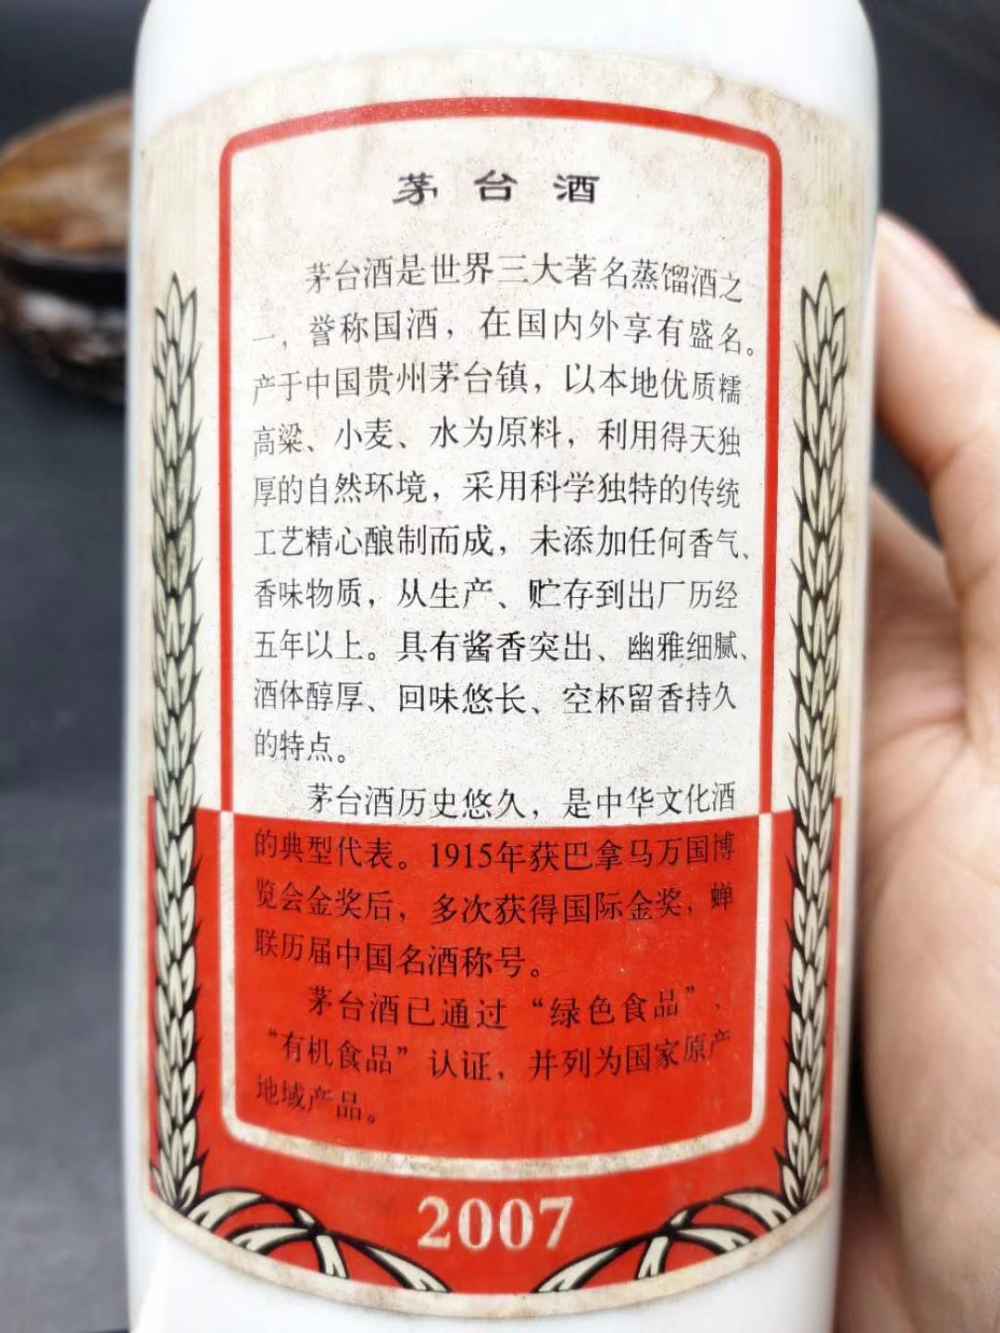 茅台酒
茅台酒是世界三大著名蒸馏酒之
一，誉称国酒，在国内外享有盛名。
产于中国贵州茅台镇，以本地优质糯
高粱、小麦、水为原料，利用得天独
厚的自然环境，采用科学独特的传统
工艺精心酿制而成，未添加任何香气、
香味物质，从生产、贮存到出厂历经
五年以上。具有酱香突出、幽雅细腻、
酒体醇厚、回味悠长、空杯留香持久
的特点。
茅台酒历史悠久，是中华文化酒
的典型代表。1915年获巴拿马万国博
览会金奖后，多次获得国际金奖，蝉
联历届中国名酒称号。
茅台酒已通过“绿色食品”、
“有机食品”认证，并列为国家原产
地域产品。
2007